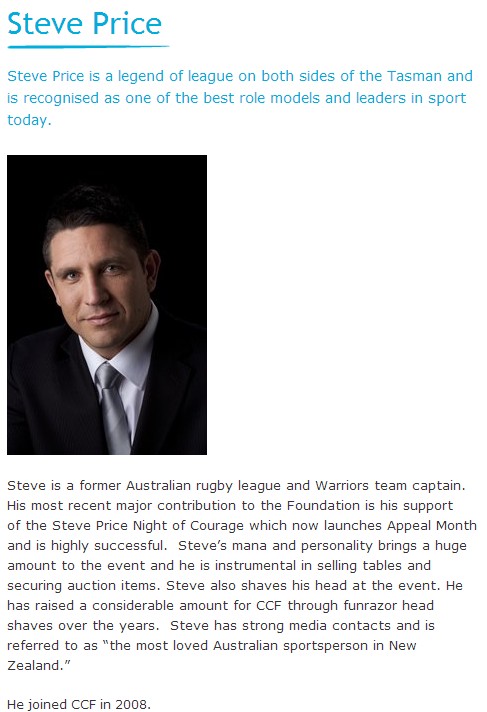 Steve Price
Steve Price is a legend of league on both sides of the Tasman and
is recognised as one of the best role models and leaders in sport
today.
Steve is a former Australian rugby league and Warriors team captain.
His most recent major contribution to the Foundation is his support
of the Steve Price Night of Courage which now launches Appeal Month
and is highly successful.  Steve’s mana and personality brings a huge
amount to the event and he is instrumental in selling tables and
securing auction items. Steve also shaves his head at the event. He
has raised a considerable amount for CCF through funrazor head
shaves over the years.  Steve has strong media contacts and is
referred to as “the most loved Australian sportsperson in New
Zealand.”
He joined CCF in 2008.